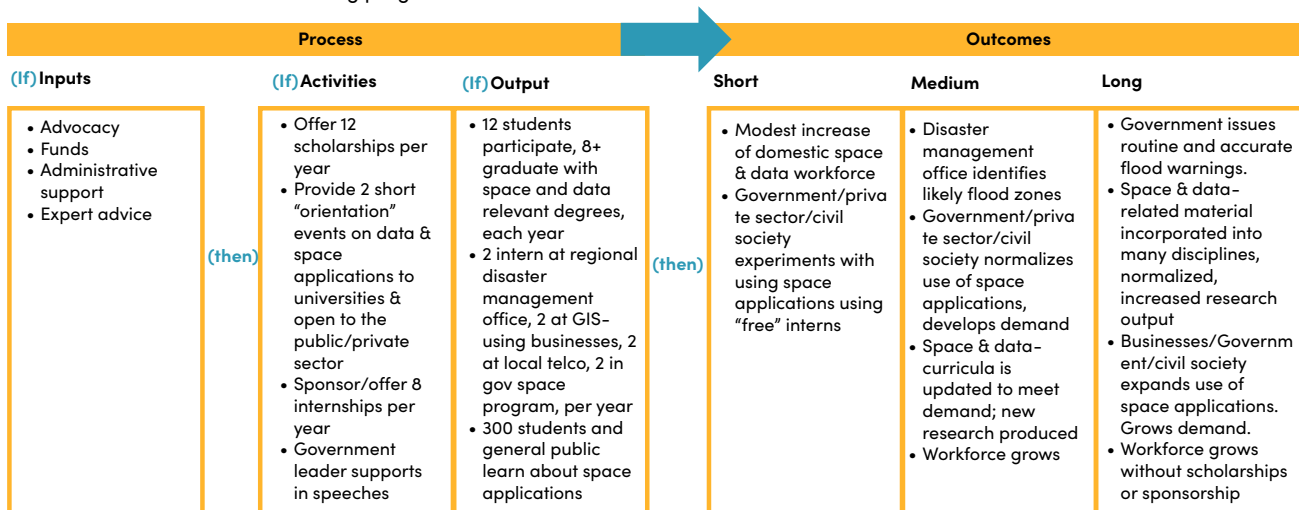 Process
Outcomes
(If) Inputs
(If) Activities
(If) Output
Short
Medium
Long
• Advocacy
• Funds
• Administrative
support
• Expert advice
(then)
• Offer 12
scholarships per
year
• Provide 2 short
“orientation”
events on data &
space
applications to
universities &
open to the
public/private
sector
• Sponsor/offer 8
internships per
year
• Government
leader supports
in speeches
• 12 students
participate, 8+
graduate with
space and data
relevant degrees,
each year
• 2 intern at regional
disaster
management
office, 2 at GIS-
using businesses, 2
at local telco, 2 in
gov space
program, per year
• 300 students and
general public
learn about space
applications
(then)
• Modest increase
of domestic space
& data workforce
• Government/priva
te sector/civil
society
experiments with
using space
applications using
“free” interns
• Disaster
management
office identifies
likely flood zones
• Government/priva
te sector/civil
society normalizes
use of space
applications,
develops demand
• Space & data-
curricula is
updated to meet
demand; new
research produced
• Workforce grows
• Government issues
routine and accurate
flood warnings.
• Space & data-
related material
incorporated into
many disciplines,
normalized,
increased research
output
• Businesses/Governm
ent/civil society
expands use of
space applications.
Grows demand.
• Workforce grows
without scholarships
or sponsorship